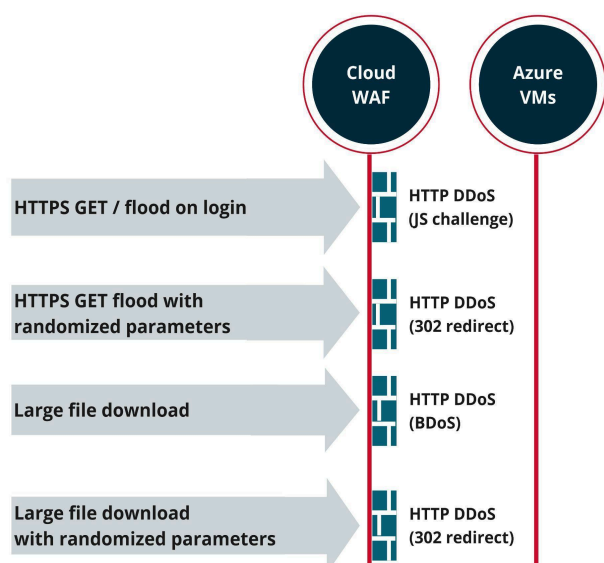 Cloud
WAF
Azure
VMs
HTTPS GET / flood on login
HTTP DDoS
(JS challenge)
HTTPS GET flood with
randomized parameters
HTTP DDoS
(302 redirect)
Large file download
HTTP DDoS
(BDoS)
Large file download
with randomized parameters
HTTP DDoS
(302 redirect)